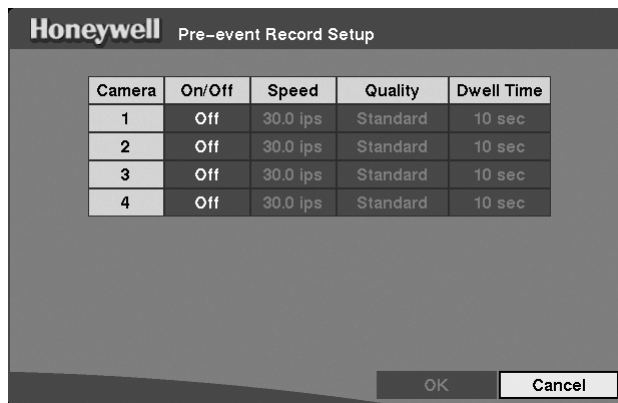 Honeywell Pre-event Record Setup
Camera On/Off Speed Quality Dwell Time
1 Off 30.0 ips Standard 10 sec
2 Off 30.0 ips Standard 10 sec
3 Off 30.0 ips Standard 10 sec
4 Off 30.0 ips Standard 10 sec
OK Cancel